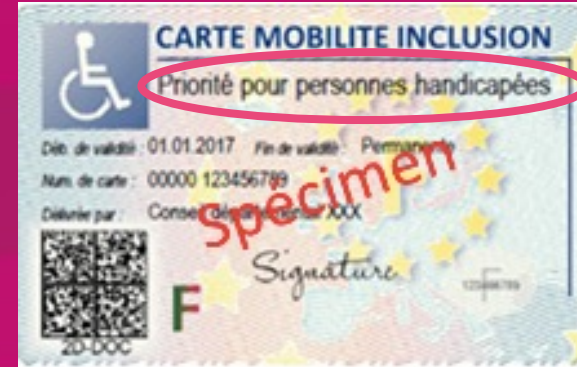 CARTE MOBILITE INCLUSION
Priorité pour personnes handicapées
Déb. de validité : 01.01.2017 Fin de validité : Permanente
Num. de carte : 00000 123456789
Délivrée par : Conseil départemental XXX
Spécimen
Signature
F
F
123456789
2D-DOC